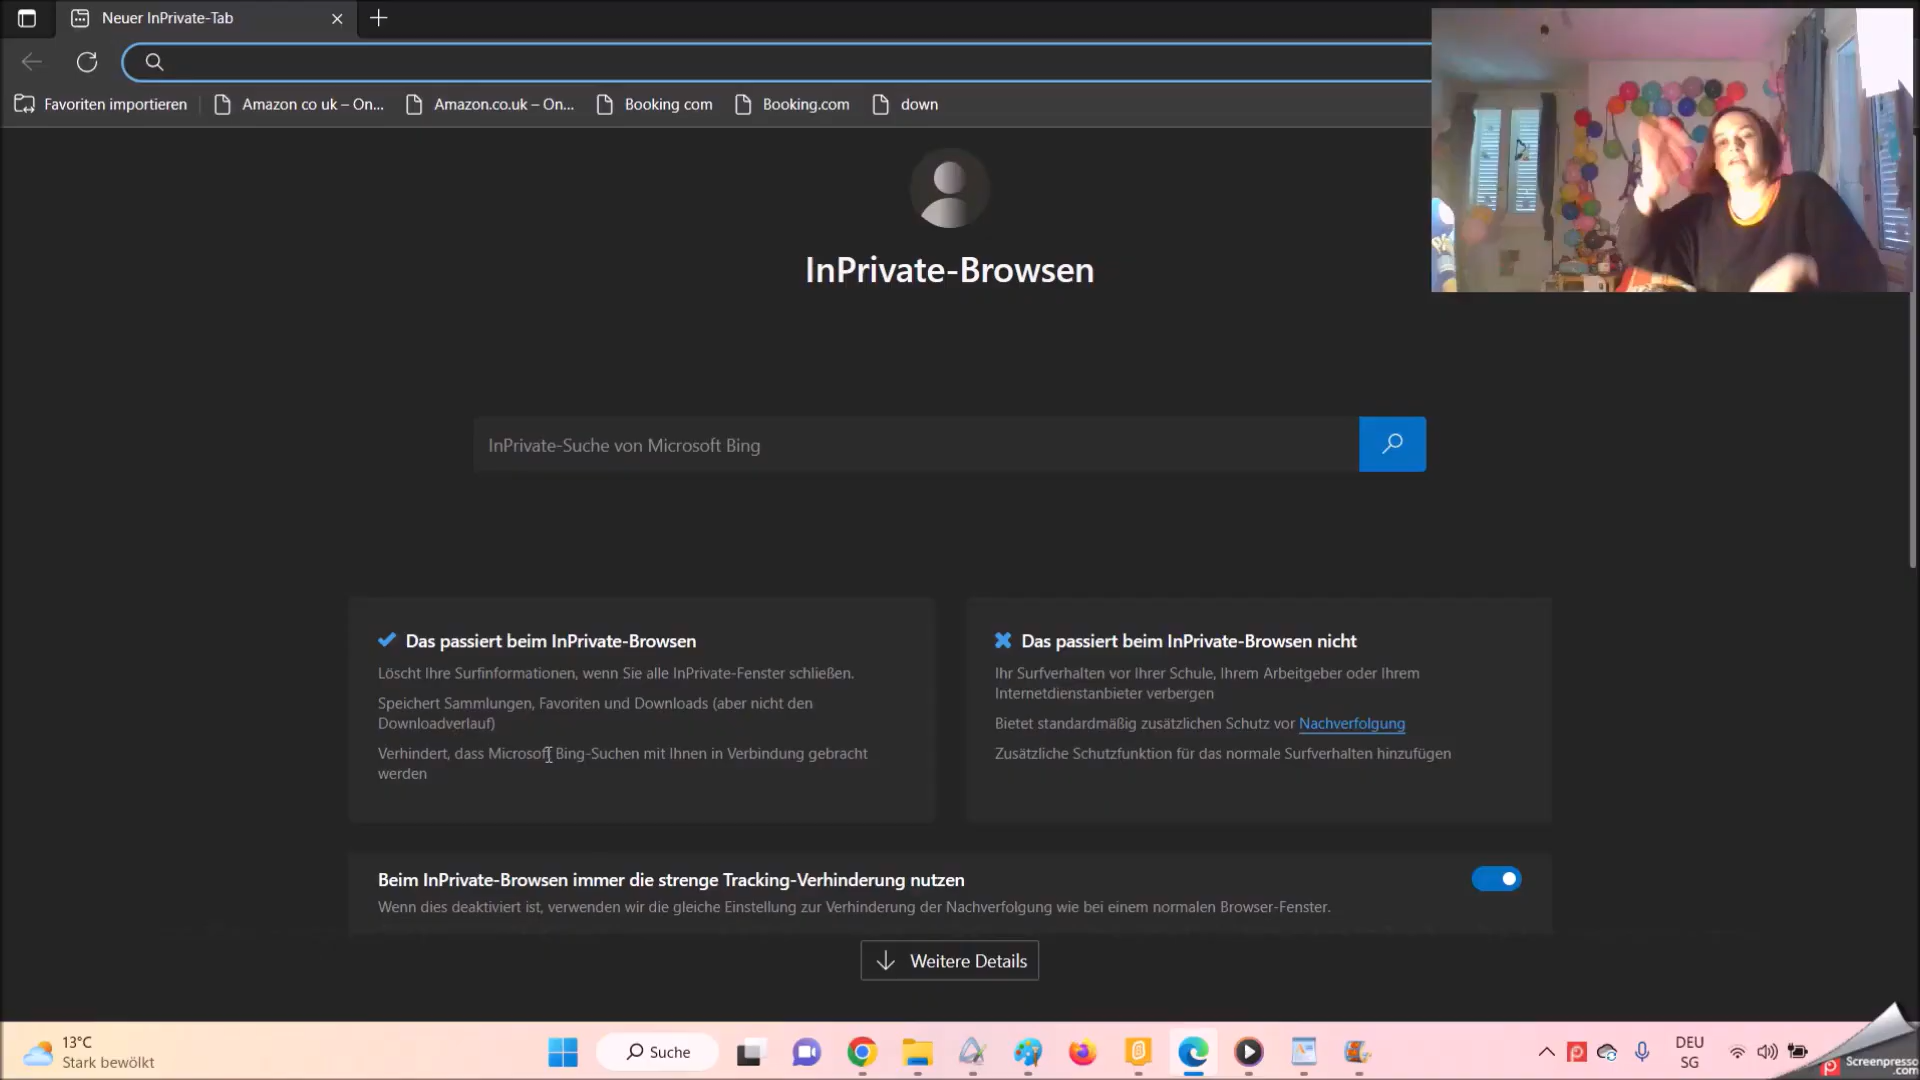 Neuer InPrivate-Tab
Favoriten importieren
Amazon co uk – On...
Amazon.co.uk – On...
Booking com
Booking.com
down
InPrivate-Browsen
InPrivate-Suche von Microsoft Bing
Das passiert beim InPrivate-Browsen
Löscht Ihre Surfinformationen, wenn Sie alle InPrivate-Fenster schließen.
Speichert Sammlungen, Favoriten und Downloads (aber nicht den
Downloadverlauf)
Verhindert, dass Microsoft Bing-Suchen mit Ihnen in Verbindung gebracht
werden
Das passiert beim InPrivate-Browsen nicht
Ihr Surfverhalten vor Ihrer Schule, Ihrem Arbeitgeber oder Ihrem
Internetdienstanbieter verbergen
Bietet standardmäßig zusätzlichen Schutz vor Nachverfolgung
Zusätzliche Schutzfunktion für das normale Surfverhalten hinzufügen
Beim InPrivate-Browsen immer die strenge Tracking-Verhinderung nutzen
Wenn dies deaktiviert ist, verwenden wir die gleiche Einstellung zur Verhinderung der Nachverfolgung wie bei einem normalen Browser-Fenster.
Weitere Details
13°C
Stark bewölkt
Suche
DEU
SG
Screenpresso
.com